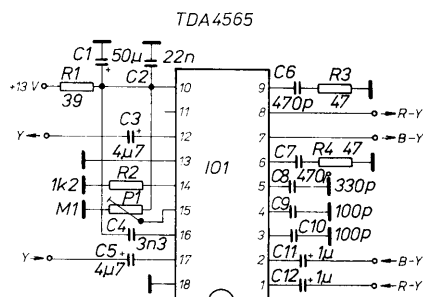 TDA4565
C1
50μ
22n
C2
R1
+13 V
39
10
9
C6
R3
470p
47
11
8
R-Y
C3
Y
12
7
B-Y
4μ7
13
6
C7
R4
47
IO1
470p
R2
1k2
14
5
C8
330p
P1
M1
15
4
C9
100p
C4
3n3
16
3
C10
100p
C5
Y
17
2
C11
1μ
B-Y
4μ7
18
1
C12
1μ
R-Y